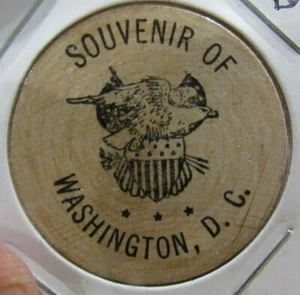 SOUVENIR OF
WASHINGTON, D. C.